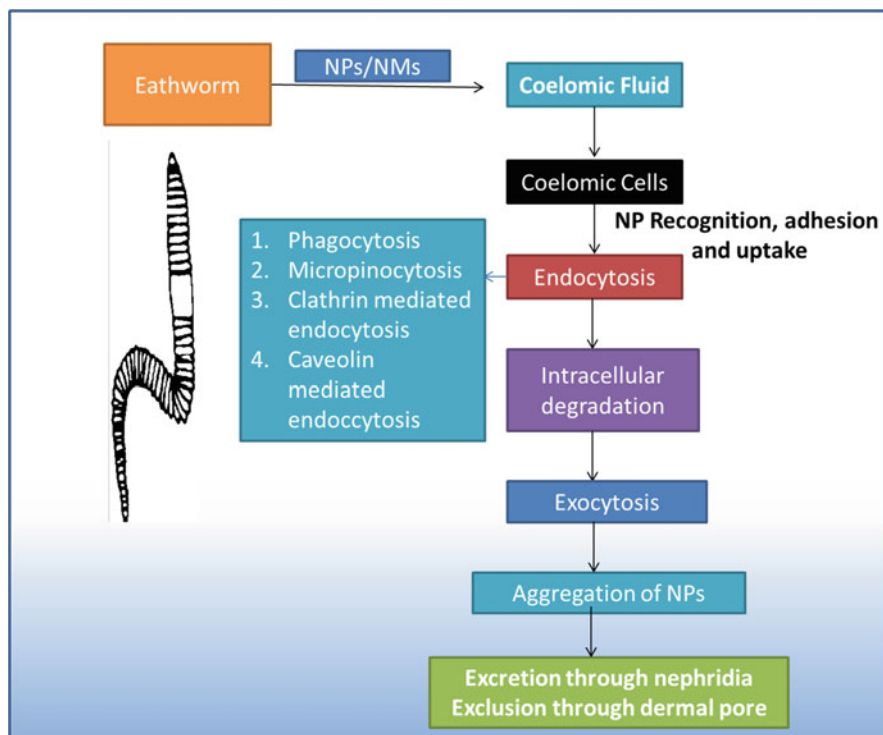 Eathworm
NPs/NMs
Coelomic Fluid
Coelomic Cells
NP Recognition, adhesion
and uptake
1. Phagocytosis
2. Micropinocytosis
3. Clathrin mediated
endocytosis
4. Caveolin
mediated
endoccytosis
Endocytosis
Intracellular
degradation
Exocytosis
Aggregation of NPs
Excretion through nephridia
Exclusion through dermal pore